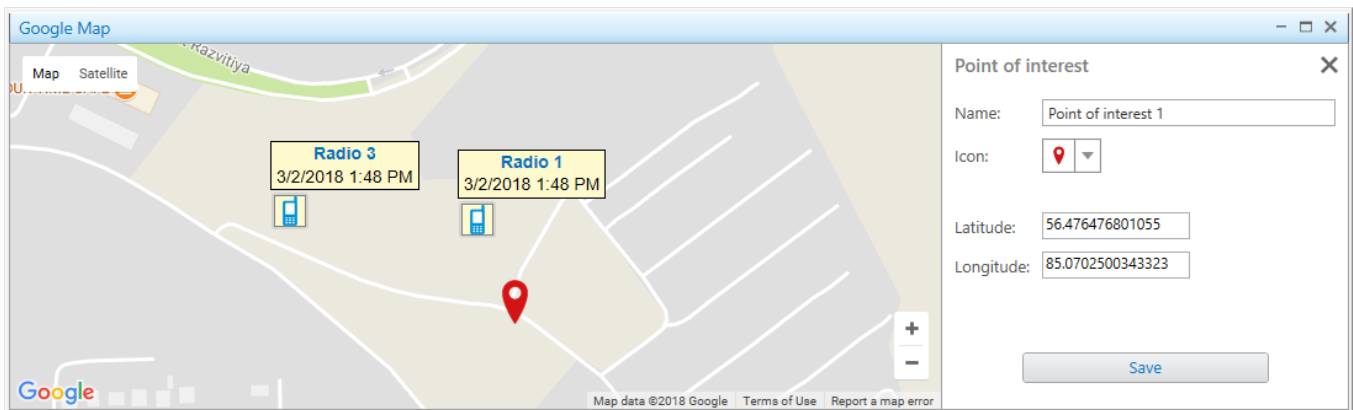 Google Map
Razvitiya
Map Satellite
Radio 3
3/2/2018 1:48 PM
Radio 1
3/2/2018 1:48 PM
Google
Map data ©2018 Google Terms of Use Report a map error
Point of interest
Name: Point of interest 1
Icon:
Latitude: 56.476476801055
Longitude: 85.0702500343323
Save